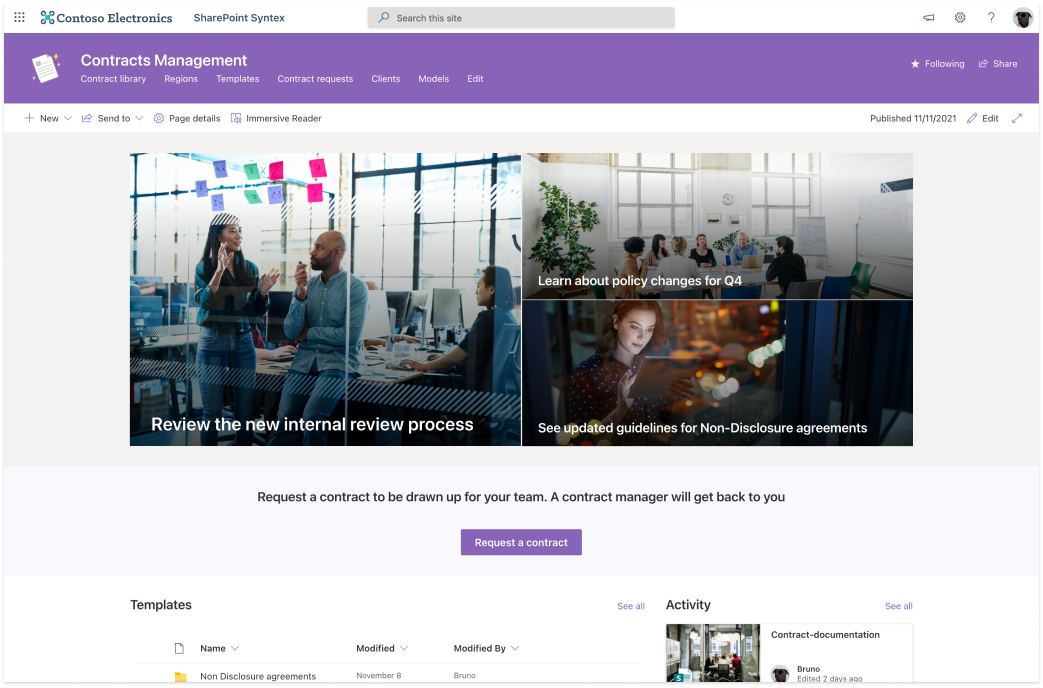 Contoso Electronics SharePoint Syntex Search this site
Contracts Management
Contract library Regions Templates Contract requests Clients Models Edit
Following Share
New Send to Page details Immersive Reader Published 11/11/2021 Edit
Learn about policy changes for Q4
Review the new internal review process
See updated guidelines for Non-Disclosure agreements
Request a contract to be drawn up for your team. A contract manager will get back to you
Request a contract
Templates See all
Name Modified Modified By
Non Disclosure agreements November 8 Bruno
Activity See all
Contract-documentation
S
Bruno
Edited 2 days ago